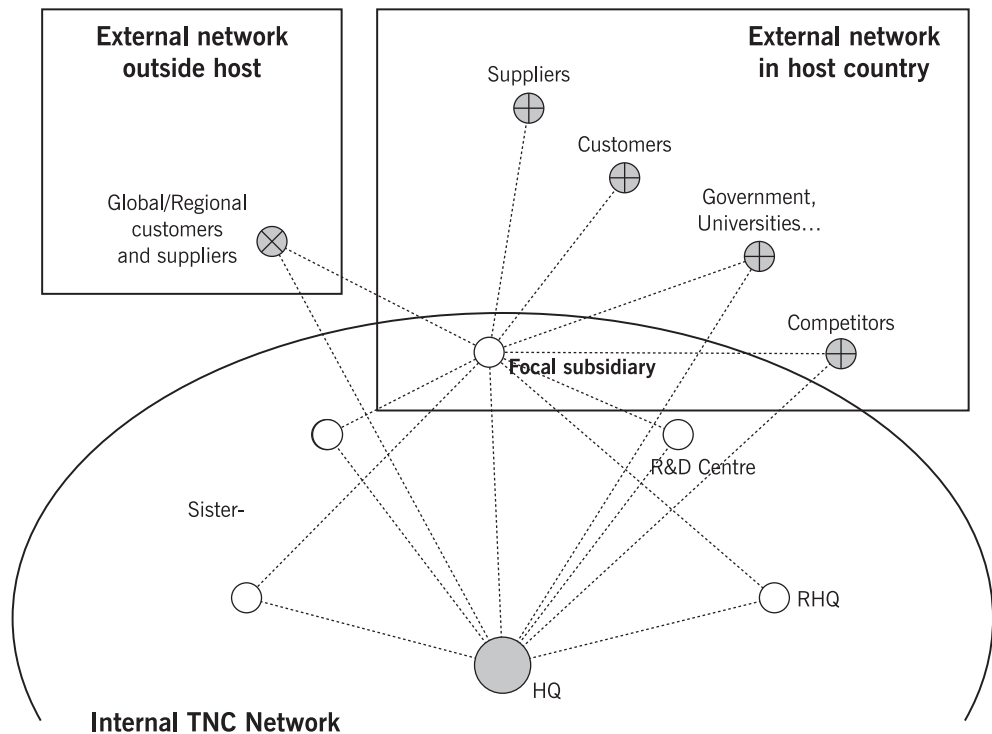 External network
outside host
External network
in host country
Suppliers
Customers
Government,
Universities...
Global/Regional
customers
and suppliers
Competitors
Focal subsidiary
R&D Centre
Sister-
RHQ
HQ
Internal TNC Network